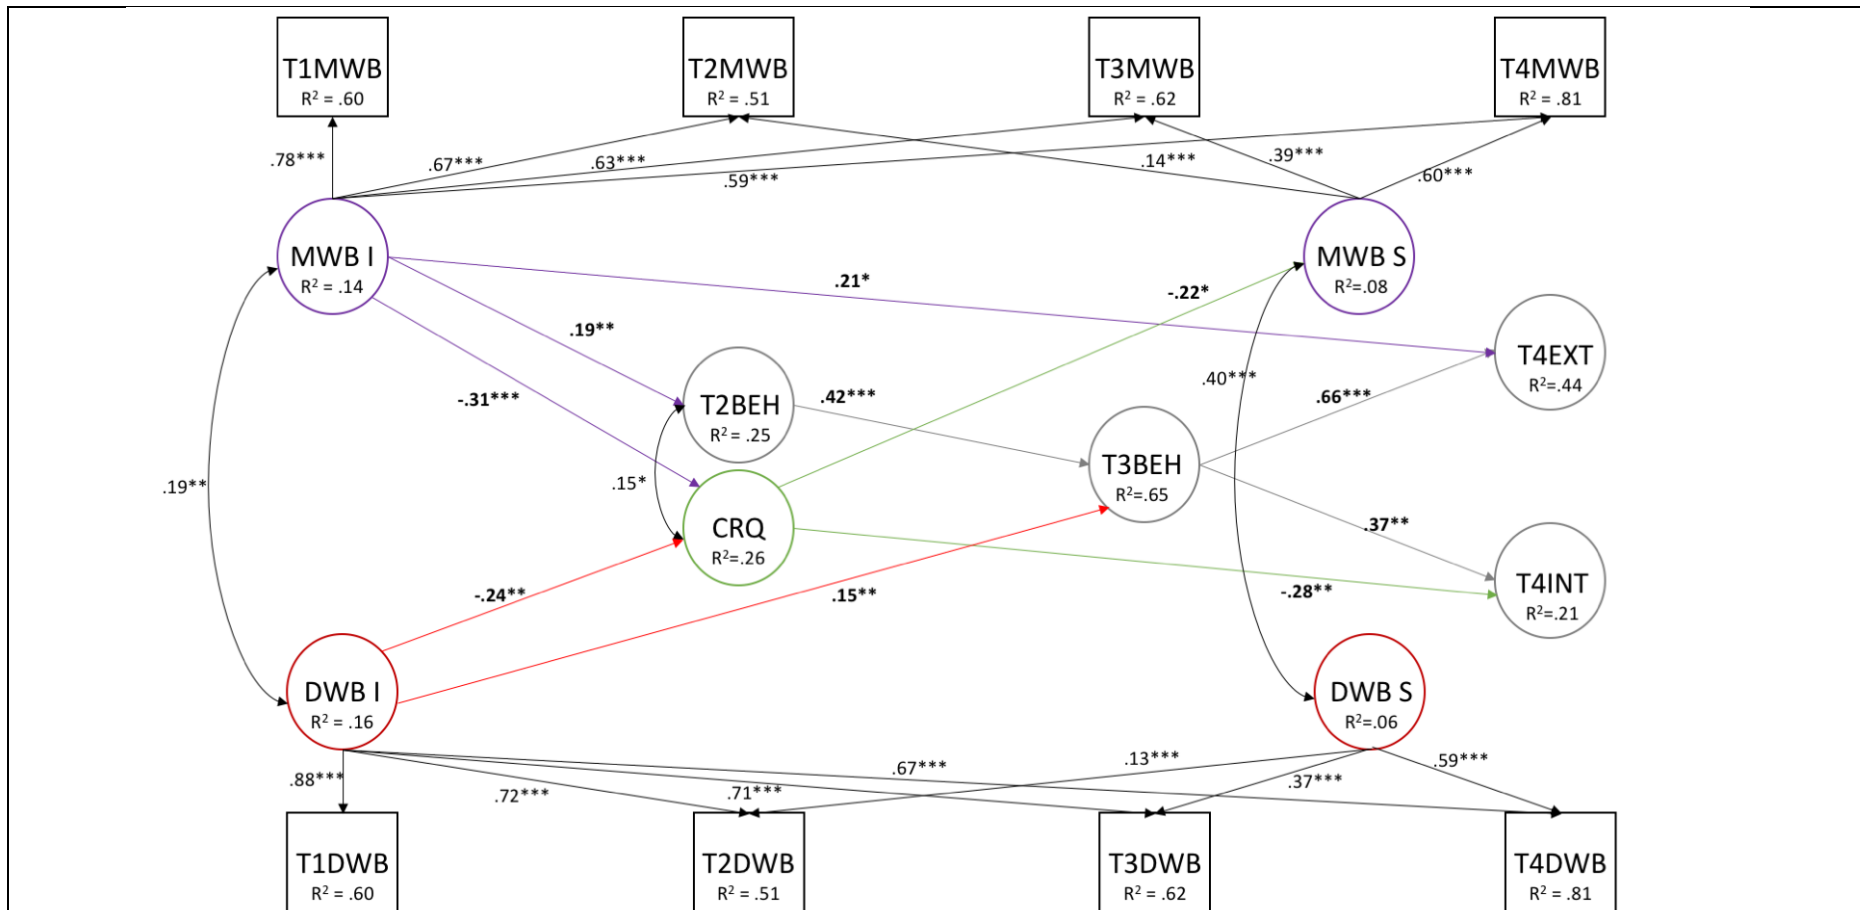 T1MWB
R² = .60
T2MWB
R² = .51
T3MWB
R² = .62
T4MWB
R² = .81
.78***
.67***
.63***
.59***
.14***
.39***
.60***
MWB I
R² = .14
MWB S
R²=.08
.21*
-.22*
.19**
-.31***
T2BEH
R² = .25
.42***
.40***
T4EXT
R²=.44
.66***
T3BEH
R²=.65
.19**
.15*
CRQ
R²=.26
.37**
-.24**
.15**
-.28**
T4INT
R²=.21
DWB I
R² = .16
DWB S
R²=.06
.88***
.72***
.71***
.67***
.13***
.37***
.59***
T1DWB
R² = .60
T2DWB
R² = .51
T3DWB
R² = .62
T4DWB
R² = .81